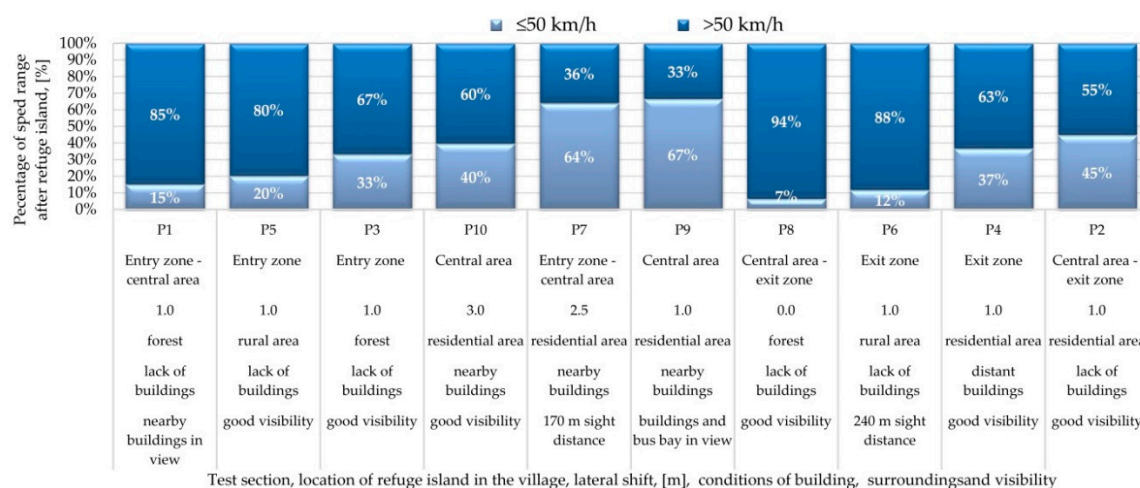 ≤50 km/h >50 km/h
Pecentage of sped range
after refuge island, [%]
100%
90%
80%
70%
60%
50%
40%
30%
20%
10%
0%
85% 80% 67% 60% 36% 33% 94% 88% 63% 55%
15% 20% 33% 40% 64% 67% 7% 12% 37% 45%
P1 P5 P3 P10 P7 P9 P8 P6 P4 P2
Entry zone - Entry zone Entry zone Central area Entry zone - Central area Central area - Exit zone Exit zone Central area -
central area central area exit zone exit zone
1.0 1.0 1.0 3.0 2.5 1.0 0.0 1.0 1.0 1.0
forest rural area forest residential area residential area residential area forest rural area residential area residential area
lack of lack of lack of nearby nearby nearby lack of lack of distant lack of
buildings buildings buildings buildings buildings buildings buildings buildings buildings buildings
nearby good visibility good visibility good visibility 170 m sight buildings and good visibility 240 m sight good visibility good visibility
buildings in distance bus bay in view distance
view
Test section, location of refuge island in the village, lateral shift, [m], conditions of building, surroundingsand visibility